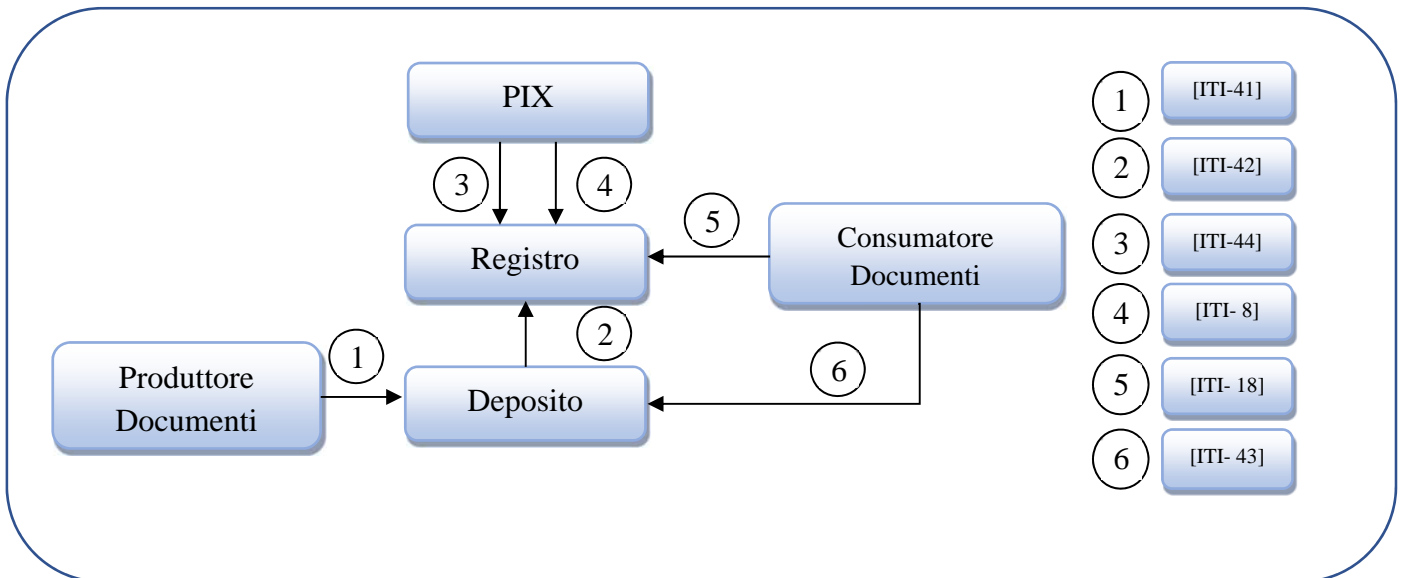 PIX
3
4
Registro
5
Consumatore
Documenti
2
1
Produttore
Documenti
Deposito
6
1
[ITI-41]
2
[ITI-42]
3
[ITI-44]
4
[ITI- 8]
5
[ITI- 18]
6
[ITI- 43]